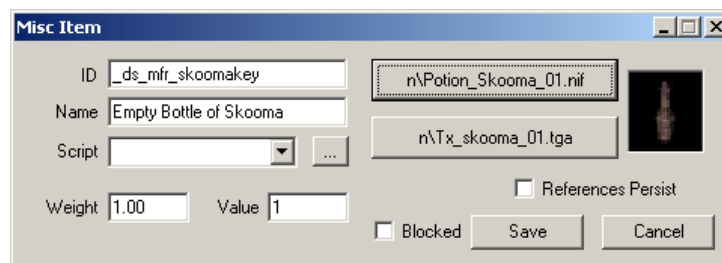 Misc Item
ID _ds_mfr_skoomakey
Name Empty Bottle of Skooma
Script ...
Weight 1.00 Value 1
n\Potion_Skooma_01.nif
n\Tx_skooma_01.tga
References Persist
Blocked Save Cancel